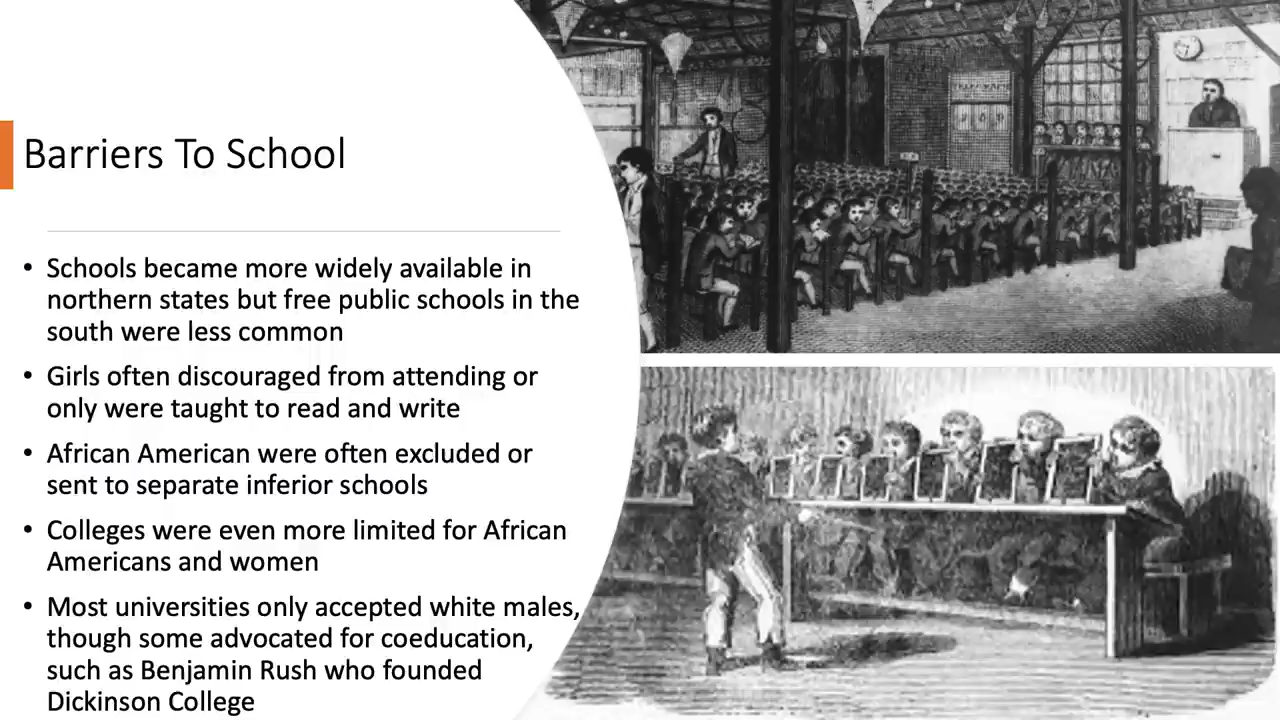 Barriers To School
• Schools became more widely available in
northern states but free public schools in the
south were less common
• Girls often discouraged from attending or
only were taught to read and write
• African American were often excluded or
sent to separate inferior schools
• Colleges were even more limited for African
Americans and women
• Most universities only accepted white males,
though some advocated for coeducation,
such as Benjamin Rush who founded
Dickinson College